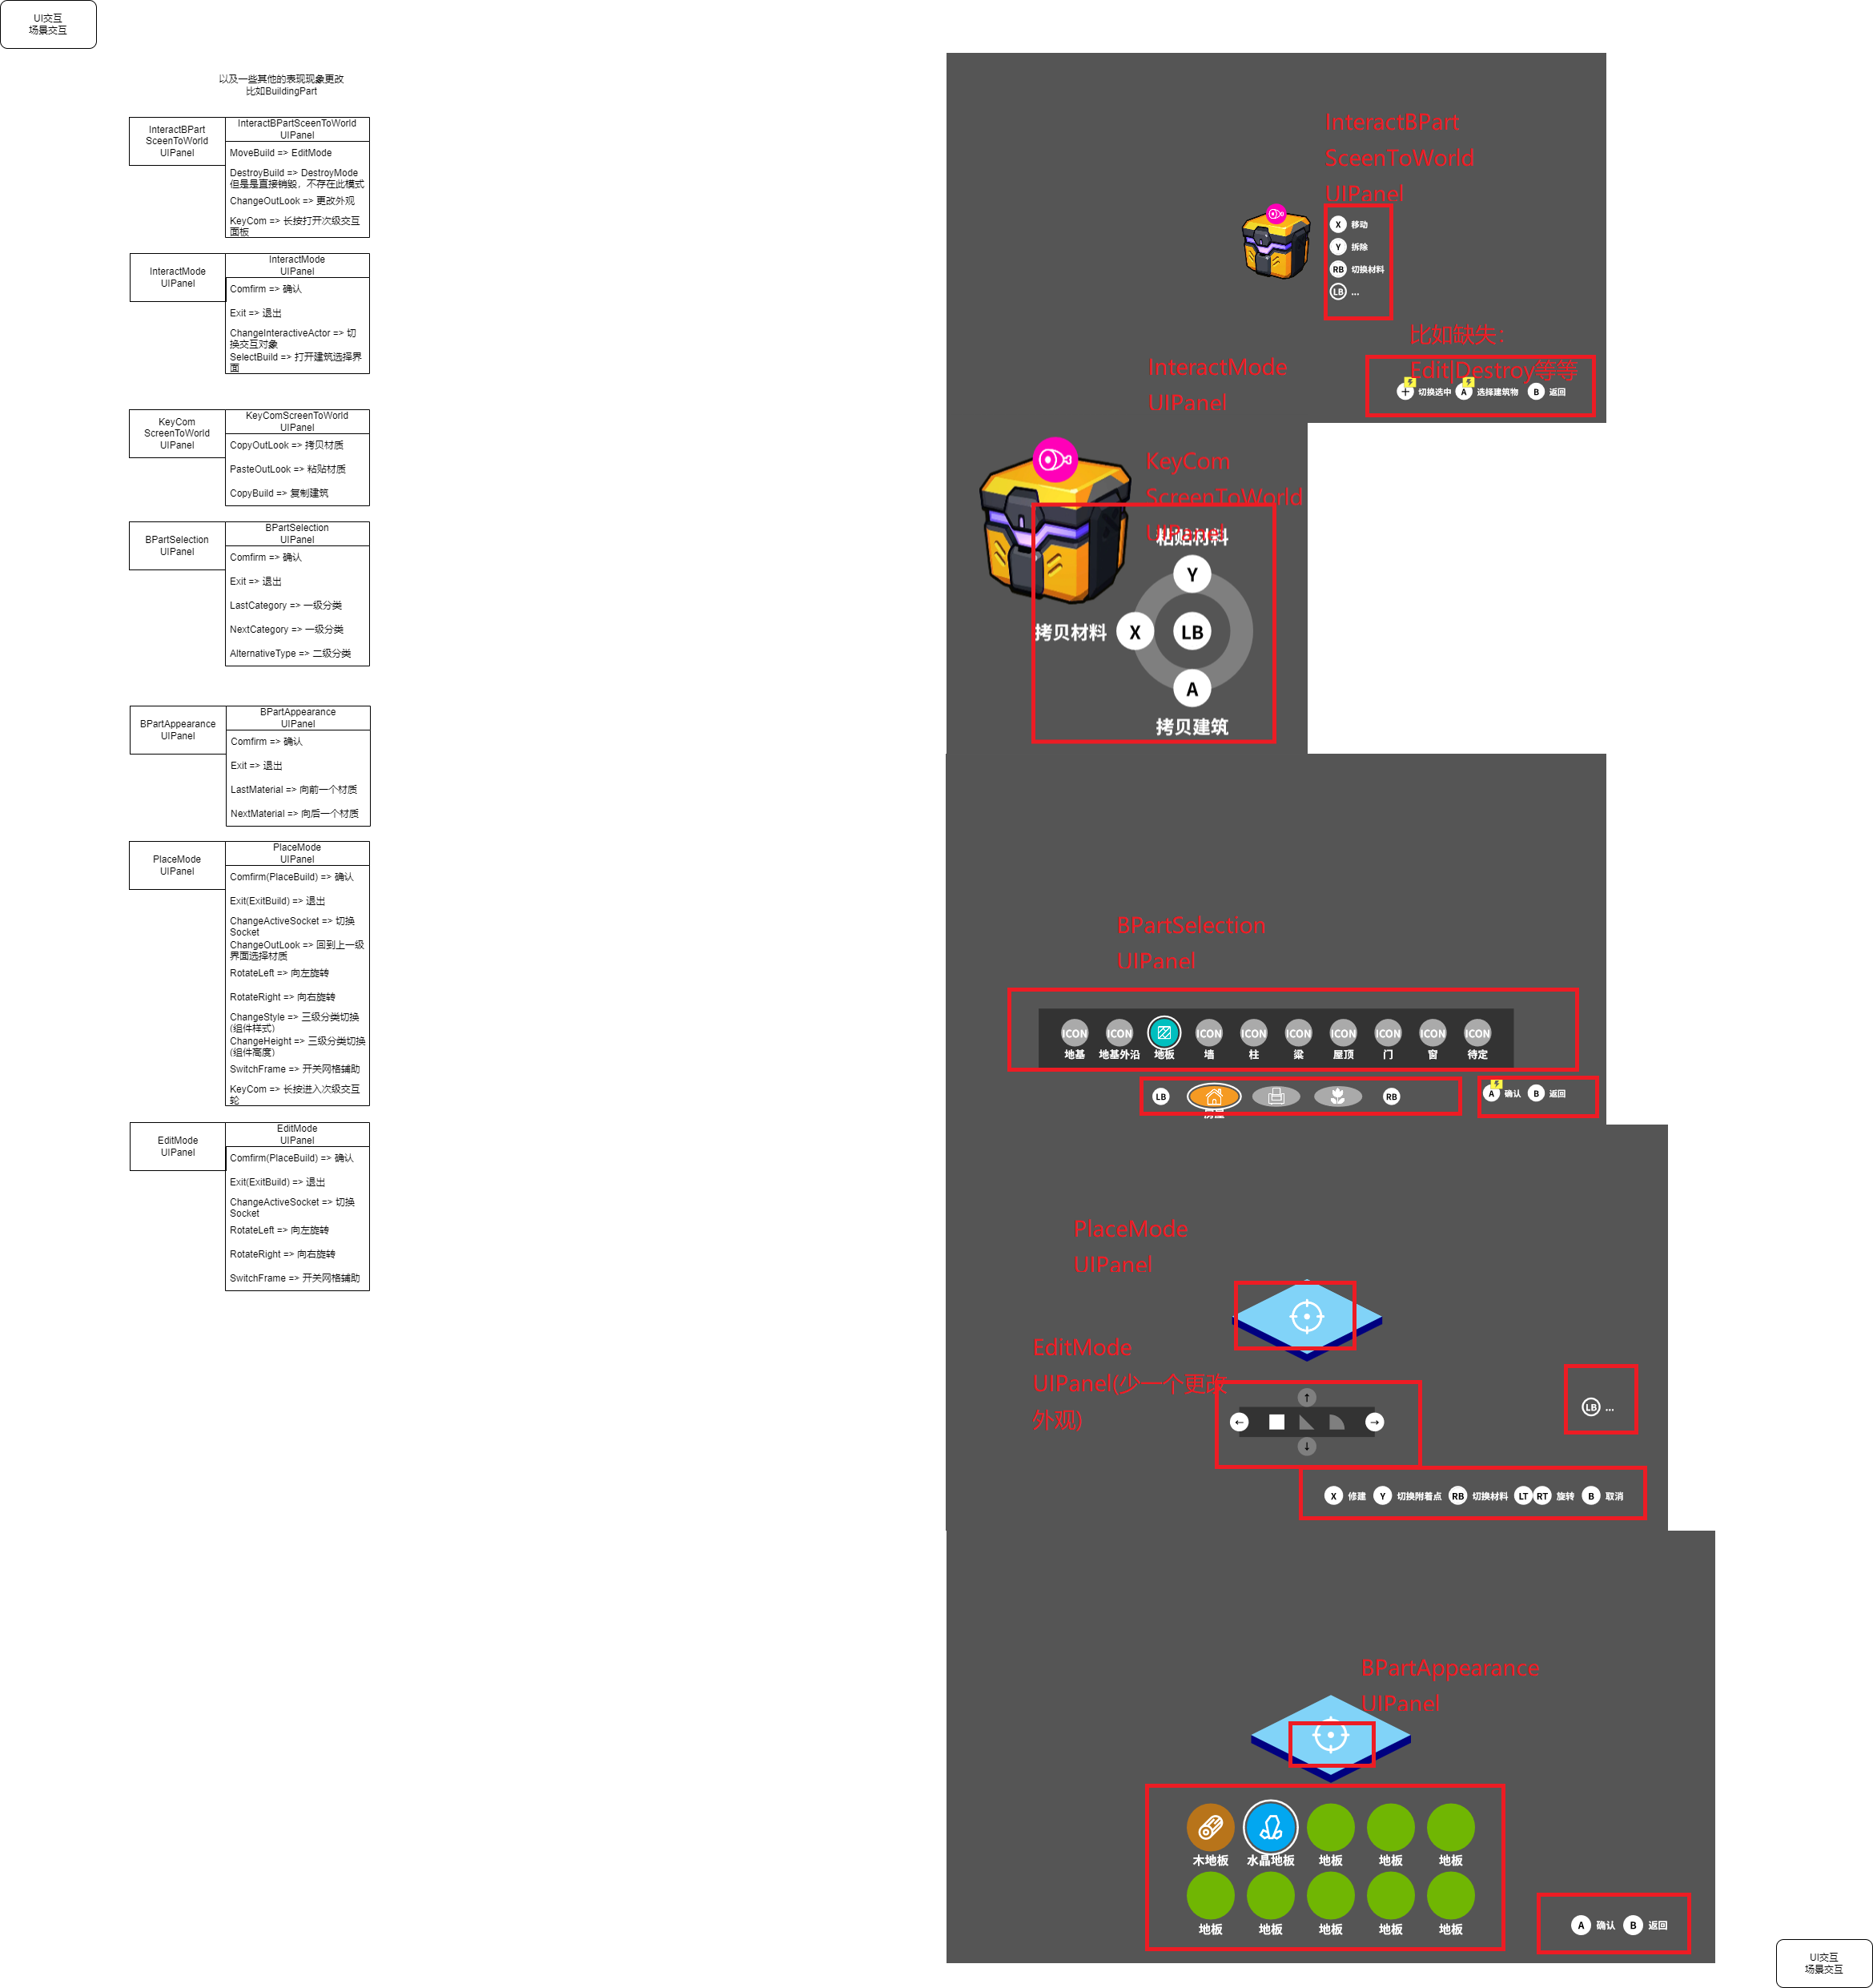 UI交互
场景交互
以及一些其他的表现现象更改
比如BuildingPart
InteractBPart
SceenToWorld
UIPanel
InteractBPartSceenToWorld
UIPanel
MoveBuild => EditMode
DestroyBuild => DestroyMode
但是是直接销毁，不存在此模式
ChangeOutLook => 更改外观
KeyCom => 长按打开次级交互
面板
InteractMode
UIPanel
InteractMode
UIPanel
Comfirm => 确认
Exit => 退出
ChangeInteractiveActor => 切
换交互对象
SelectBuild => 打开建筑选择界
面
KeyCom
ScreenToWorld
UIPanel
KeyComScreenToWorld
UIPanel
CopyOutLook => 拷贝材质
PasteOutLook => 粘贴材质
CopyBuild => 复制建筑
BPartSelection
UIPanel
BPartSelection
UIPanel
Comfirm => 确认
Exit => 退出
LastCategory => 一级分类
NextCategory => 一级分类
AlternativeType => 二级分类
BPartAppearance
UIPanel
BPartAppearance
UIPanel
Comfirm => 确认
Exit => 退出
LastMaterial => 向前一个材质
NextMaterial => 向后一个材质
PlaceMode
UIPanel
PlaceMode
UIPanel
Comfirm(PlaceBuild) => 确认
Exit(ExitBuild) => 退出
ChangeActiveSocket => 切换
Socket
ChangeOutLook => 回到上一级
界面选择材质
RotateLeft => 向左旋转
RotateRight => 向右旋转
ChangeStyle => 三级分类切换
(组件样式)
ChangeHeight => 三级分类切换
(组件高度)
SwitchFrame => 开关网格辅助
KeyCom => 长按进入次级交互
轮
EditMode
UIPanel
EditMode
UIPanel
Comfirm(PlaceBuild) => 确认
Exit(ExitBuild) => 退出
ChangeActiveSocket => 切换
Socket
RotateLeft => 向左旋转
RotateRight => 向右旋转
SwitchFrame => 开关网格辅助
InteractBPart
SceenToWorld
UIPanel
X 移动
Y 拆除
RB 切换材料
LB ...
比如缺失：
Edit|Destroy等等
InteractMode
UIPanel
切换选中 A 选择建筑物 B 返回
KeyCom
ScreenToWorld
UIPanel
粘贴材料
Y
拷贝材料 X LB
A
拷贝建筑
BPartSelection
UIPanel
ICON ICON ICON ICON ICON ICON ICON ICON ICON
地基 地基外沿 地板 墙 柱 梁 屋顶 门 窗 待定
LB RB
A 确认 B 返回
PlaceMode
UIPanel
EditMode
UIPanel(少一个更改
外观)
↑
← →
↓
LB ...
X 修建 Y 切换附着点 RB 切换材料 LT RT 旋转 B 取消
BPartAppearance
UIPanel
木地板 水晶地板 地板 地板 地板
地板 地板 地板 地板 地板
A 确认 B 返回
UI交互
场景交互